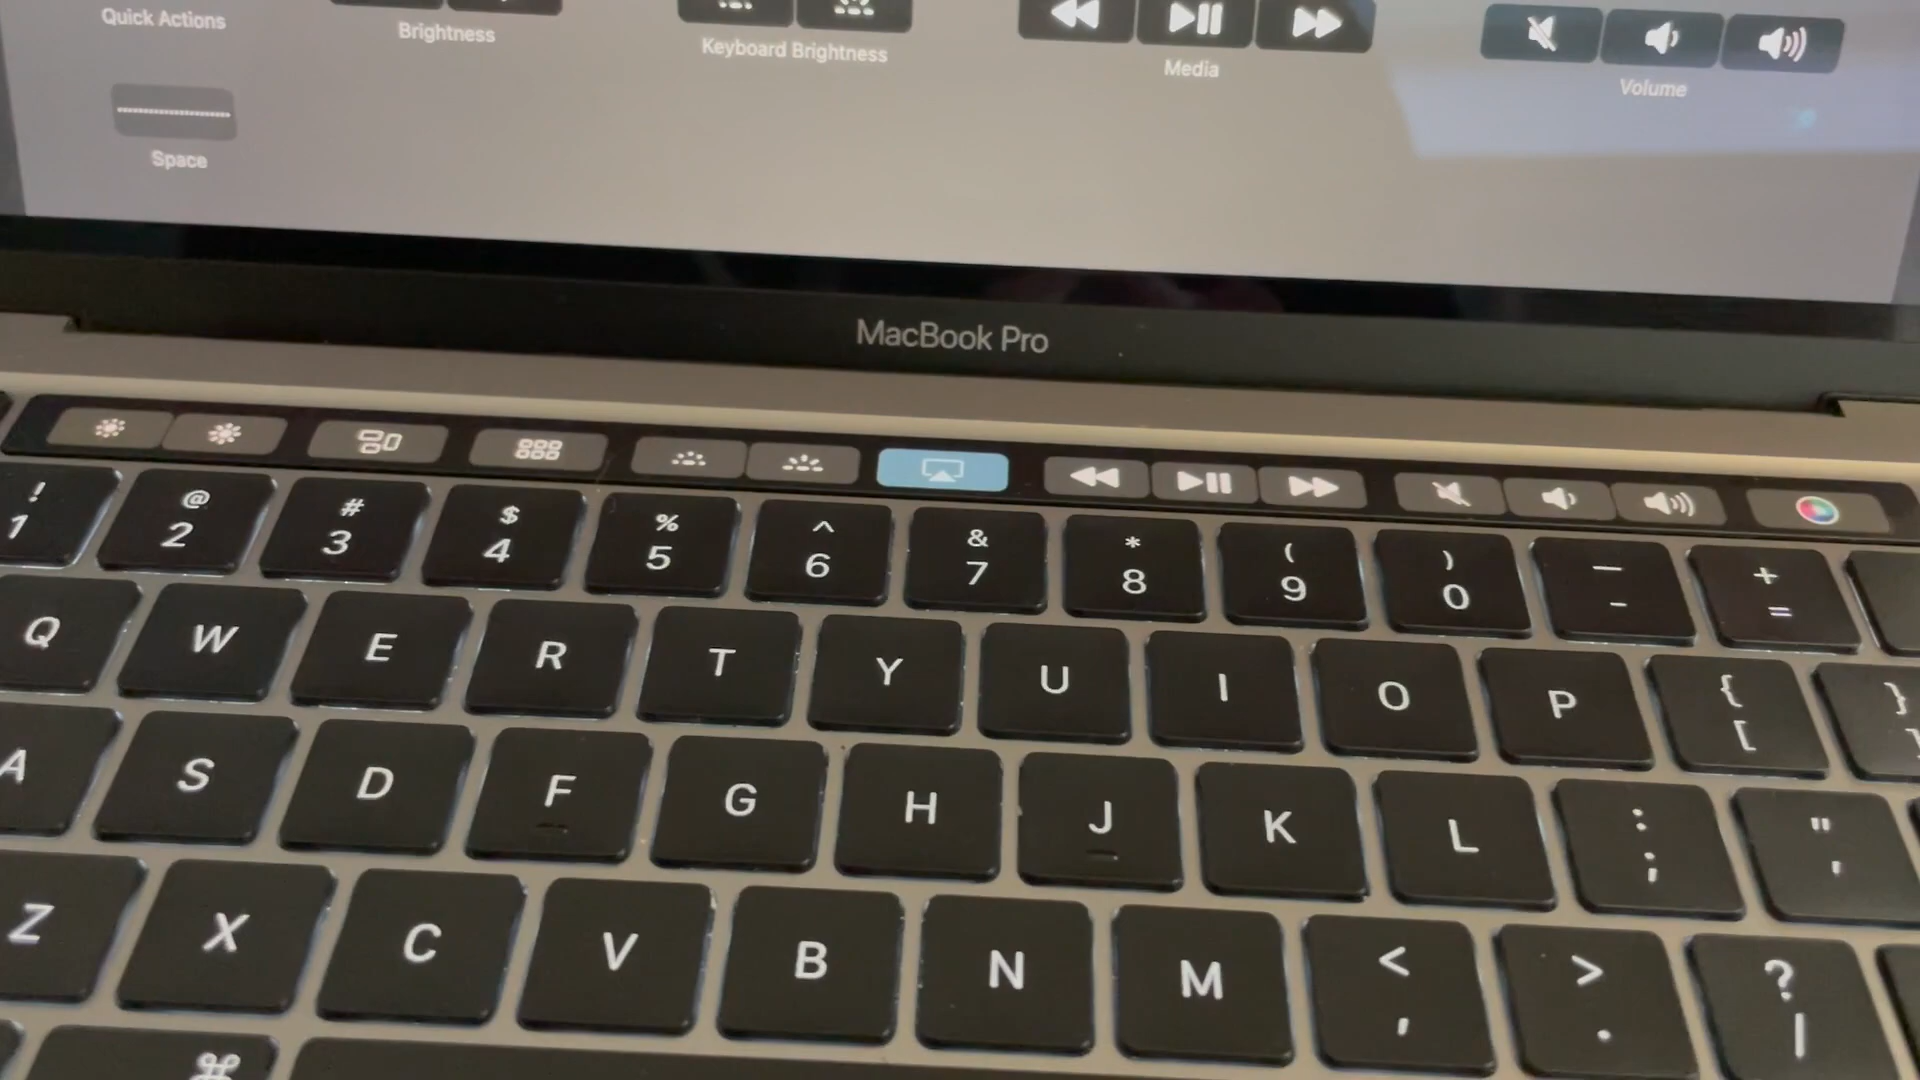 Quick Actions
Brightness
Keyboard Brightness
Media
Volume
Space
MacBook Pro
! @ # $ % ^ & * ( ) — +
1 2 3 4 5 6 7 8 9 0 - =
Q W E R T Y U I O P { }
[ ]
A S D F G H J K L : "
; '
Z X C V B N M < > ?
, . /
⌘